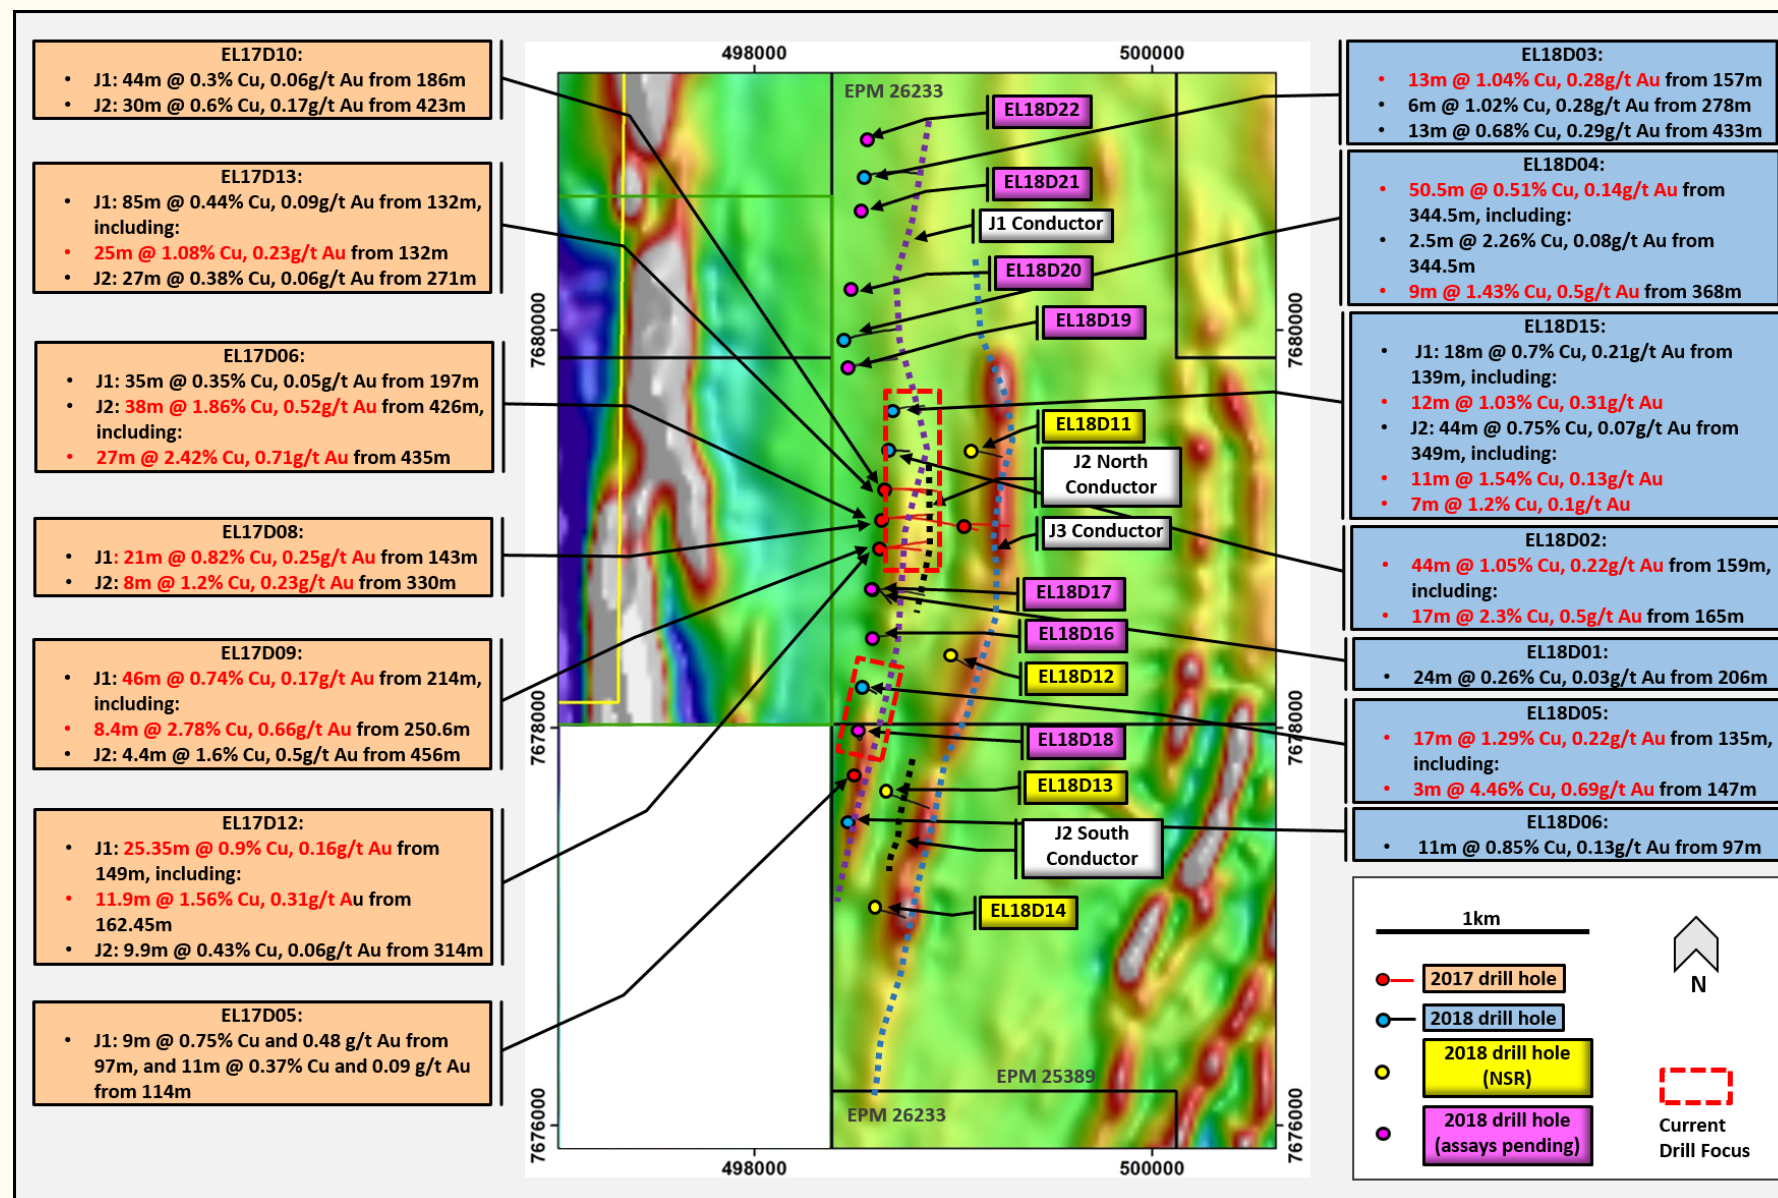 EL17D10:
• J1: 44m @ 0.3% Cu, 0.06g/t Au from 186m
• J2: 30m @ 0.6% Cu, 0.17g/t Au from 423m
EL17D13:
• J1: 85m @ 0.44% Cu, 0.09g/t Au from 132m,
including:
• 25m @ 1.08% Cu, 0.23g/t Au from 132m
• J2: 27m @ 0.38% Cu, 0.06g/t Au from 271m
EL17D06:
• J1: 35m @ 0.35% Cu, 0.05g/t Au from 197m
• J2: 38m @ 1.86% Cu, 0.52g/t Au from 426m,
including:
• 27m @ 2.42% Cu, 0.71g/t Au from 435m
EL17D08:
• J1: 21m @ 0.82% Cu, 0.25g/t Au from 143m
• J2: 8m @ 1.2% Cu, 0.23g/t Au from 330m
EL17D09:
• J1: 46m @ 0.74% Cu, 0.17g/t Au from 214m,
including:
• 8.4m @ 2.78% Cu, 0.66g/t Au from 250.6m
• J2: 4.4m @ 1.6% Cu, 0.5g/t Au from 456m
EL17D12:
• J1: 25.35m @ 0.9% Cu, 0.16g/t Au from
149m, including:
• 11.9m @ 1.56% Cu, 0.31g/t Au from
162.45m
• J2: 9.9m @ 0.43% Cu, 0.06g/t Au from 314m
EL17D05:
• J1: 9m @ 0.75% Cu and 0.48 g/t Au from
97m, and 11m @ 0.37% Cu and 0.09 g/t Au
from 114m
498000
500000
EPM 26233
EL18D22
EL18D21
J1 Conductor
EL18D20
EL18D19
EL18D11
J2 North
Conductor
J3 Conductor
EL18D17
EL18D16
EL18D12
EL18D18
EL18D13
J2 South
Conductor
EL18D14
EPM 25389
EPM 26233
7680000
7678000
7676000
7680000
7678000
7676000
498000
500000
EL18D03:
• 13m @ 1.04% Cu, 0.28g/t Au from 157m
• 6m @ 1.02% Cu, 0.28g/t Au from 278m
• 13m @ 0.68% Cu, 0.29g/t Au from 433m
EL18D04:
• 50.5m @ 0.51% Cu, 0.14g/t Au from
344.5m, including:
• 2.5m @ 2.26% Cu, 0.08g/t Au from
344.5m
• 9m @ 1.43% Cu, 0.5g/t Au from 368m
EL18D15:
• J1: 18m @ 0.7% Cu, 0.21g/t Au from
139m, including:
• 12m @ 1.03% Cu, 0.31g/t Au
• J2: 44m @ 0.75% Cu, 0.07g/t Au from
349m, including:
• 11m @ 1.54% Cu, 0.13g/t Au
• 7m @ 1.2% Cu, 0.1g/t Au
EL18D02:
• 44m @ 1.05% Cu, 0.22g/t Au from 159m,
including:
• 17m @ 2.3% Cu, 0.5g/t Au from 165m
EL18D01:
• 24m @ 0.26% Cu, 0.03g/t Au from 206m
EL18D05:
• 17m @ 1.29% Cu, 0.22g/t Au from 135m,
including:
• 3m @ 4.46% Cu, 0.69g/t Au from 147m
EL18D06:
• 11m @ 0.85% Cu, 0.13g/t Au from 97m
1km
N
2017 drill hole
2018 drill hole
2018 drill hole
(NSR)
2018 drill hole
(assays pending)
Current
Drill Focus